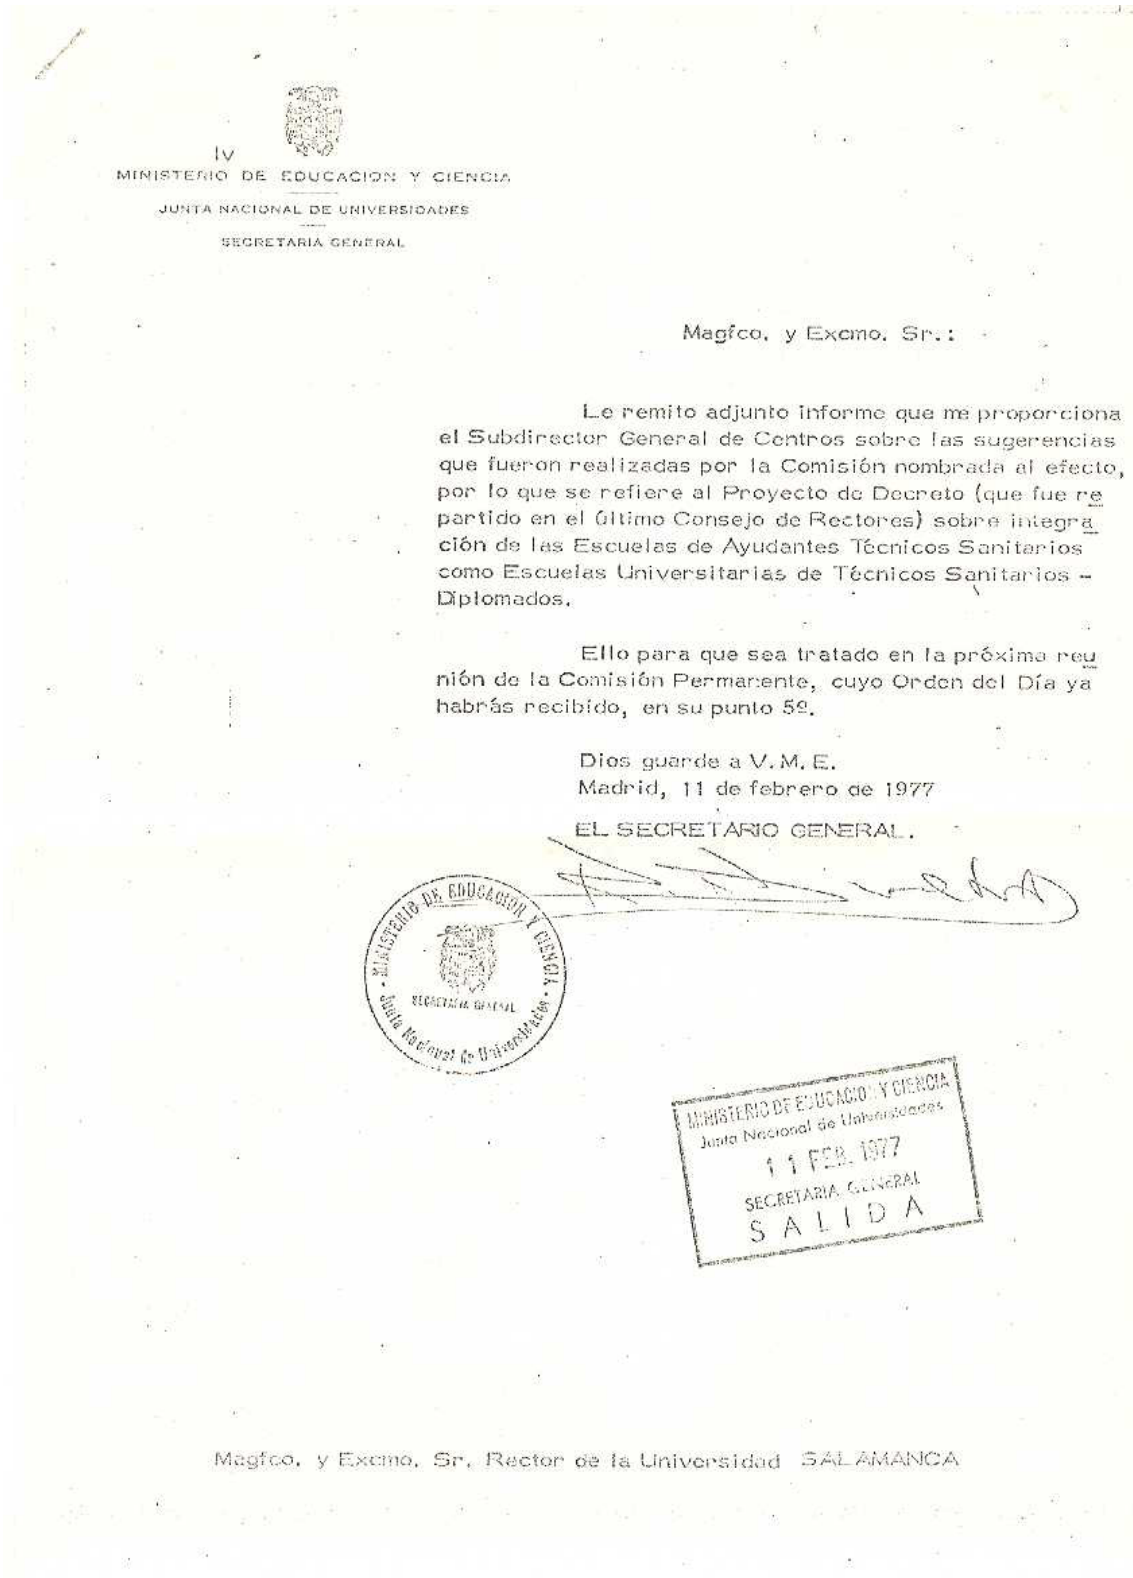 lv
MINISTERIO DE EDUCACION Y CIENCIA
JUNTA NACIONAL DE UNIVERSIDADES
SECRETARIA GENERAL
Magfco. y Excmo. Sr.:
Le remito adjunto informe que me proporciona
el Subdirector General de Centros sobre las sugerencias
que fueron realizadas por la Comisión nombrada al efecto,
por lo que se refiere al Proyecto de Decreto (que fue re
partido en el último Consejo de Rectores) sobre integra
ción de las Escuelas de Ayudantes Técnicos Sanitarios
como Escuelas Universitarias de Técnicos Sanitarios -
Diplomados.
Ello para que sea tratado en la próxima reu
nión de la Comisión Permanente, cuyo Orden del Día ya
habrás recibido, en su punto 5º.
Dios guarde a V.M.E.
Madrid, 11 de febrero de 1977
EL SECRETARIO GENERAL.
MINISTERIO DE EDUCACION Y CIENCIA
SECRETARIA GENERAL
Junta Nacional de Universidades
MINISTERIO DE EDUCACION Y CIENCIA
Junta Nacional de Universidades
11 FEB. 1977
SECRETARIA GENERAL
SALIDA
Magfco. y Excmo. Sr. Rector de la Universidad SALAMANCA